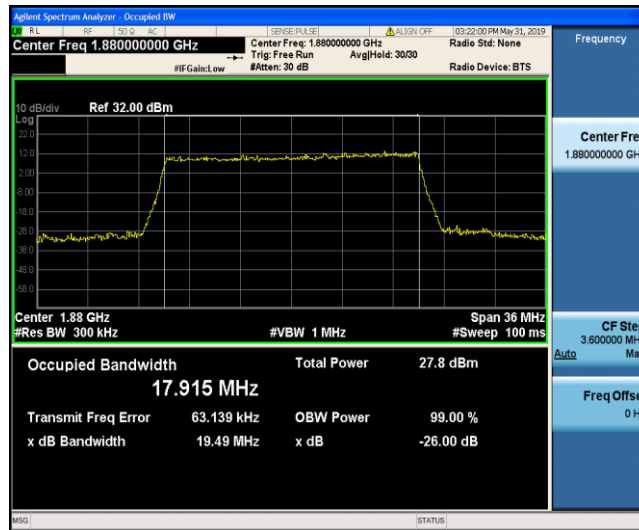 Agilent Spectrum Analyzer - Occupied BW
RL RF 50 Ω AC SENSE:PULSE ALIGN OFF 03:22:00 PM May 31, 2019
Center Freq 1.880000000 GHz Center Freq: 1.880000000 GHz Radio Std: None
Trig: Free Run Avg|Hold: 30/30
#IFGain:Low #Atten: 30 dB Radio Device: BTS
Frequency
10 dB/div Ref 32.00 dBm
Log
22.0
12.0
2.00
-8.00
-18.0
-28.0
-38.0
-48.0
-58.0
Center 1.88 GHz Span 36 MHz
#Res BW 300 kHz #VBW 1 MHz #Sweep 100 ms
Occupied Bandwidth Total Power 27.8 dBm
17.915 MHz
Transmit Freq Error 63.139 kHz OBW Power 99.00 %
x dB Bandwidth 19.49 MHz x dB -26.00 dB
Center Fre
1.880000000 GH
CF Ste
3.600000 MH
Auto Ma
Freq Offse
0 H
MSG STATUS